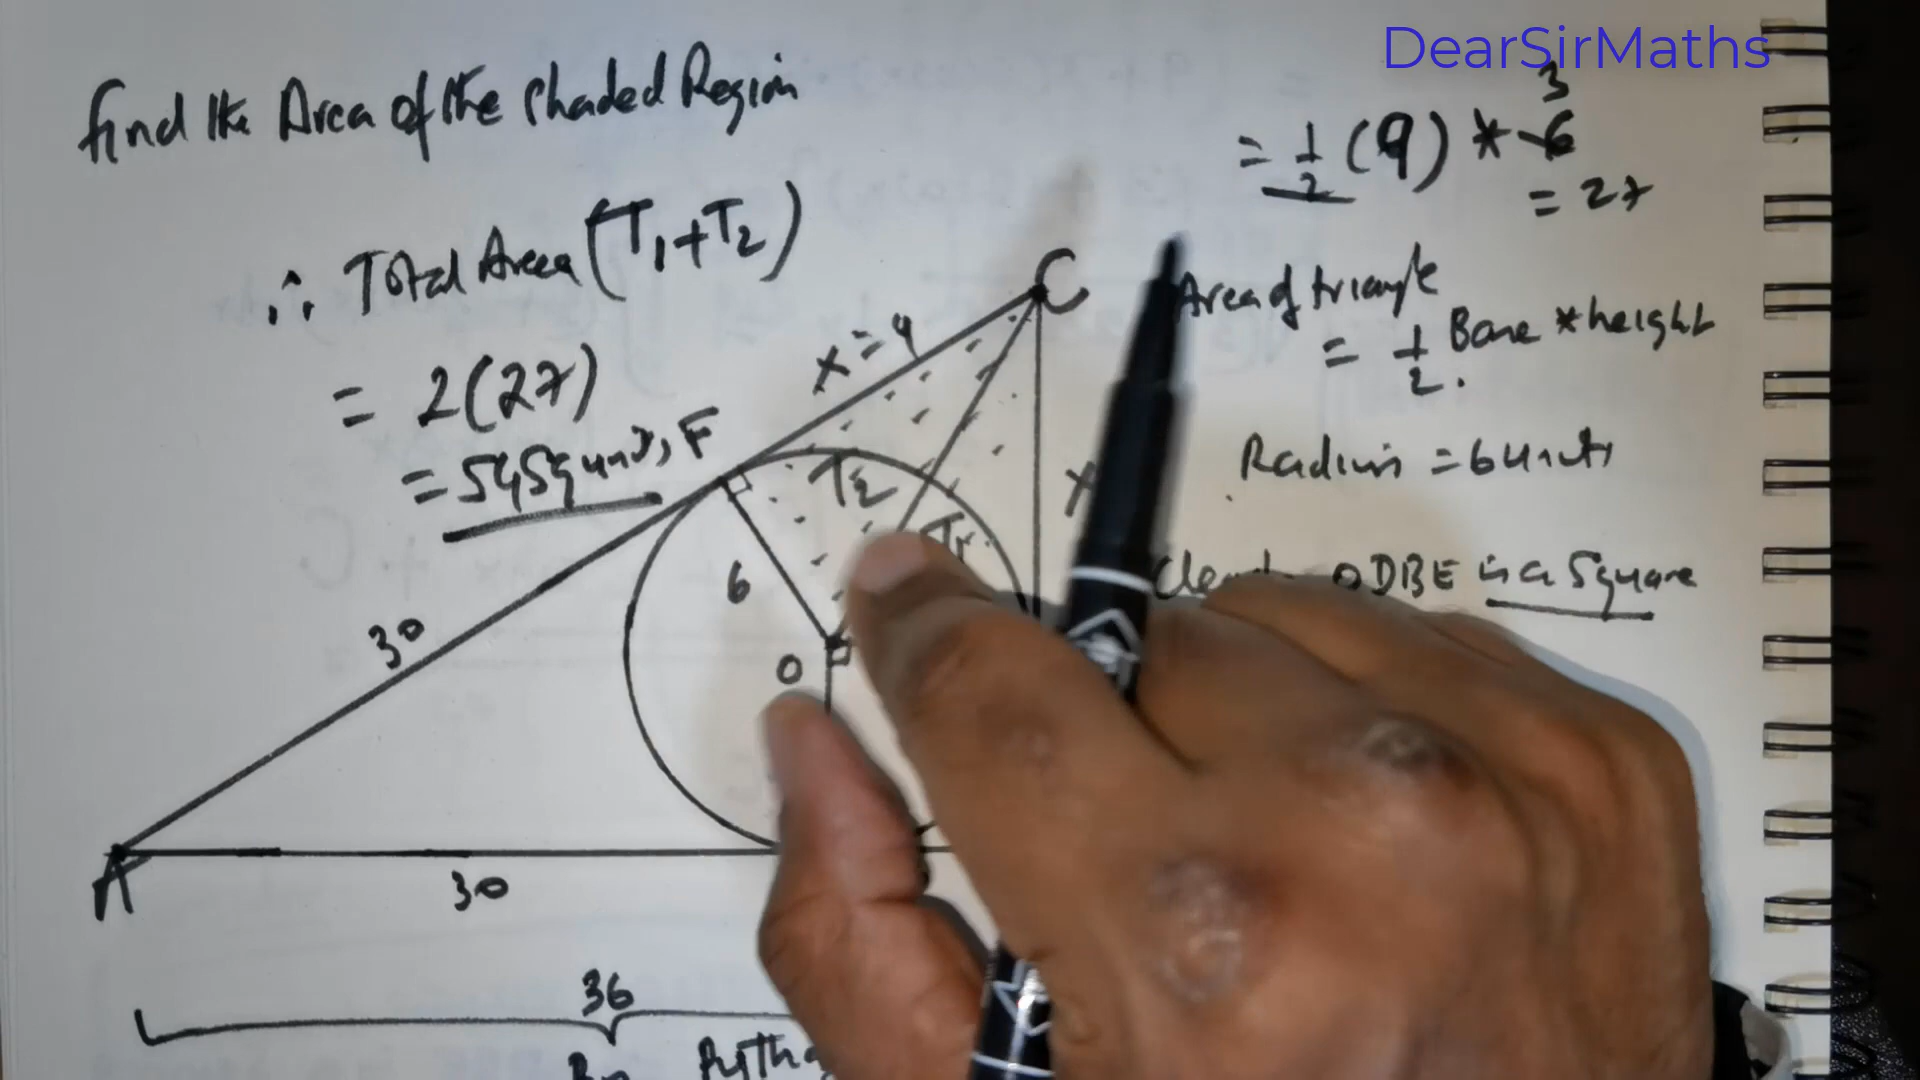 DearSirMaths
Find the Area of the Shaded Region
∴ Total Area (T₁+T₂)
= 2(27)
= 54 Sq units
= 1/2 (9) * 6
3
= 27
Area of triangle
= 1/2 Base * height
Radius = 6 units
ODBE is a Square
C
x = 9
x
F
T₂
T₁
6
O
30
A
30
36